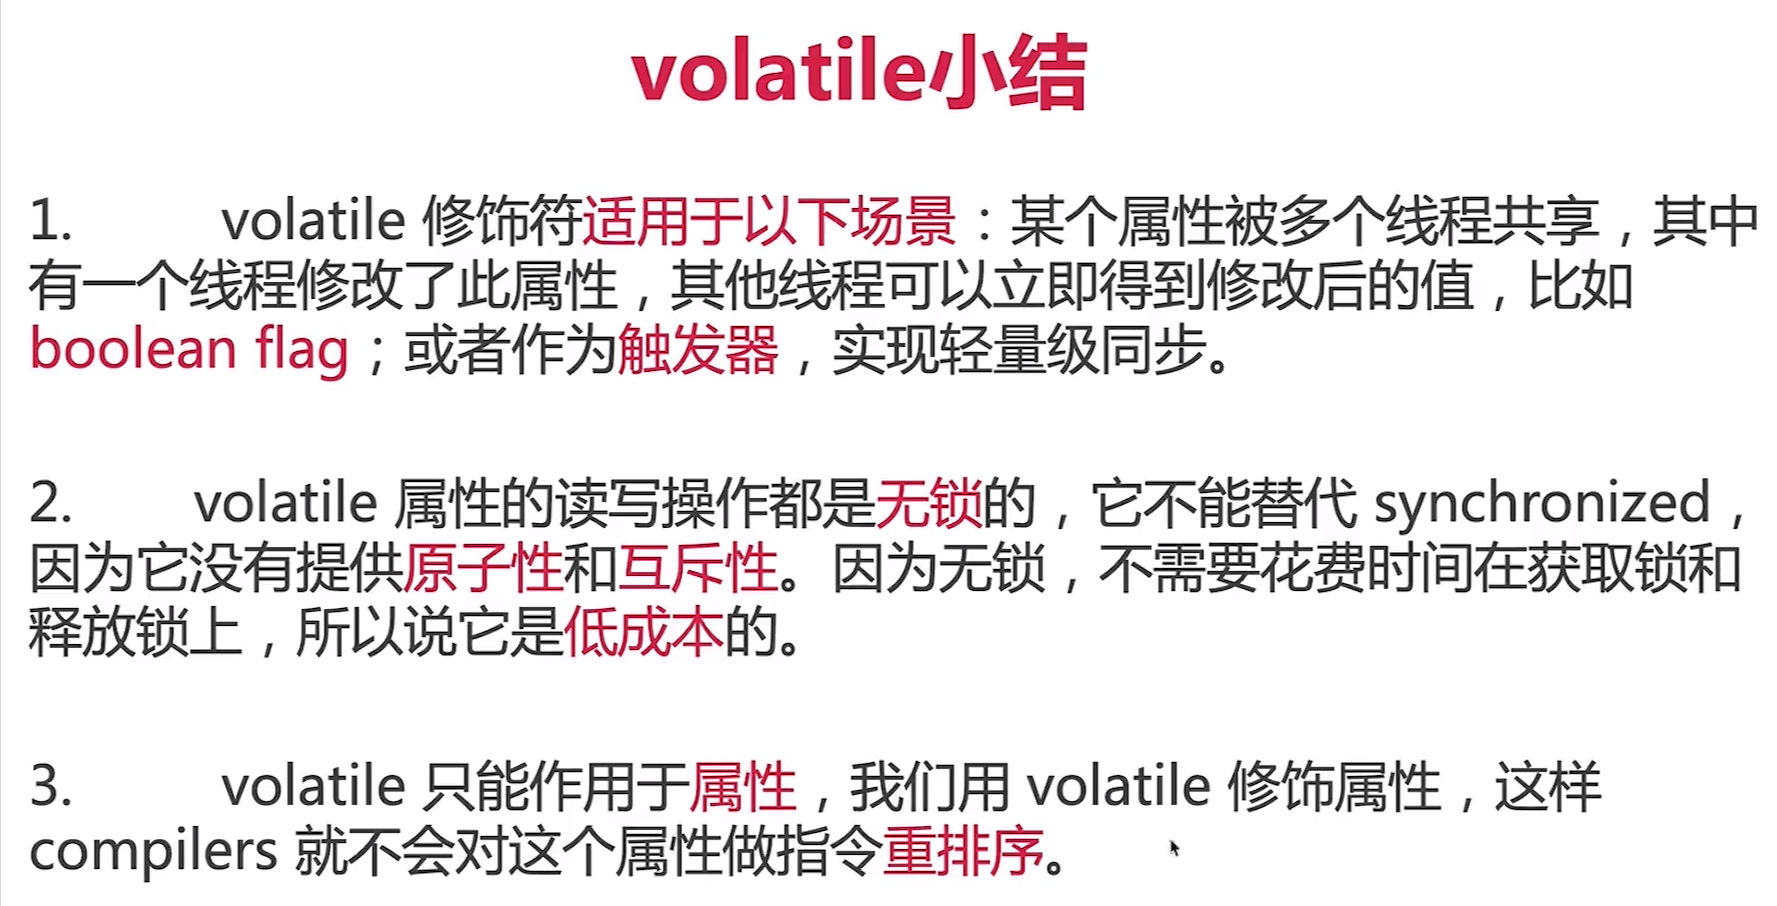 volatile小结
1. volatile 修饰符适用于以下场景：某个属性被多个线程共享，其中
有一个线程修改了此属性，其他线程可以立即得到修改后的值，比如
boolean flag；或者作为触发器，实现轻量级同步。
2. volatile 属性的读写操作都是无锁的，它不能替代 synchronized，
因为它没有提供原子性和互斥性。因为无锁，不需要花费时间在获取锁和
释放锁上，所以说它是低成本的。
3. volatile 只能作用于属性，我们用 volatile 修饰属性，这样
compilers 就不会对这个属性做指令重排序。